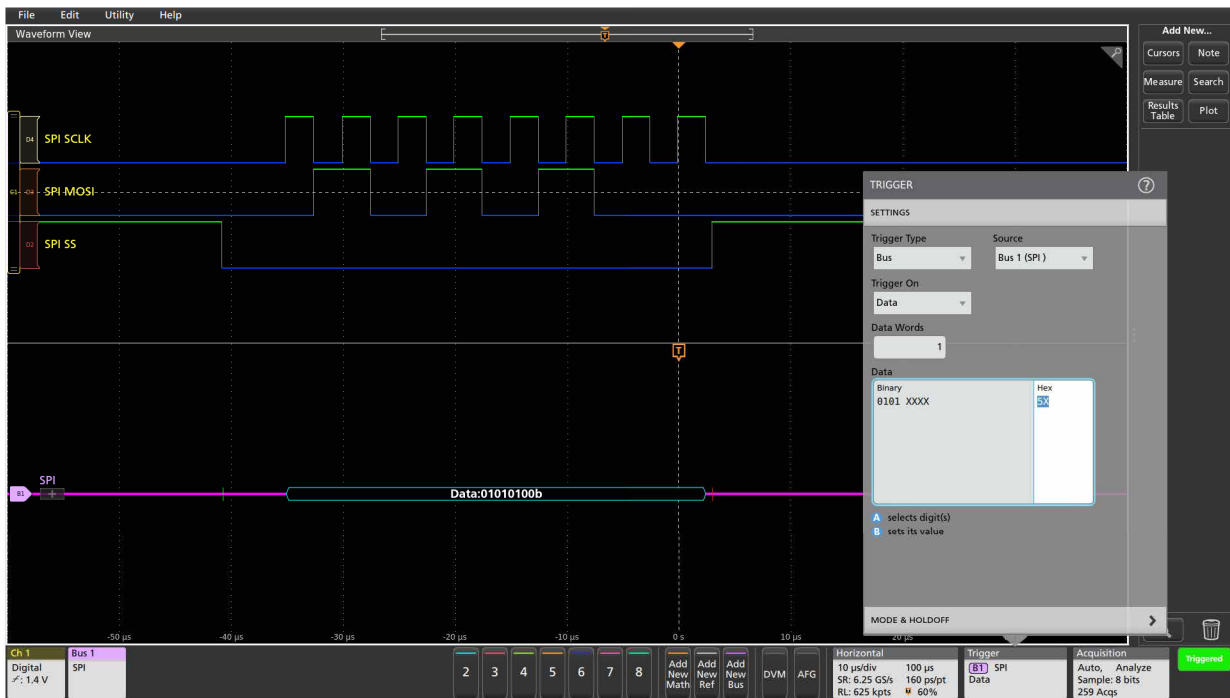 File Edit Utility Help
Waveform View
Add New...
Cursors Note
Measure Search
Results Table Plot
T
D4 SPI SCLK
C1 D3 SPI MOSI
D2 SPI SS
TRIGGER ?
SETTINGS
Trigger Type Source
Bus Bus 1 (SPI )
Trigger On
Data
Data Words
1
T
Data
Binary Hex
0101 XXXX 5X
SPI
B1 + Data:01010100b
A selects digit(s)
B sets its value
MODE & HOLDOFF
-50 µs -40 µs -30 µs -20 µs -10 µs 0 s 10 µs 20 µs
Ch 1
Digital
: 1.4 V
Bus 1
SPI
2 3 4 5 6 7 8
Add New Math
Add New Ref
Add New Bus
DVM AFG
Horizontal
10 µs/div 100 µs
SR: 6.25 GS/s 160 ps/pt
RL: 625 kpts 60%
Trigger
B1 SPI
Data
Acquisition
Auto, Analyze
Sample: 8 bits
259 Acqs
Triggered